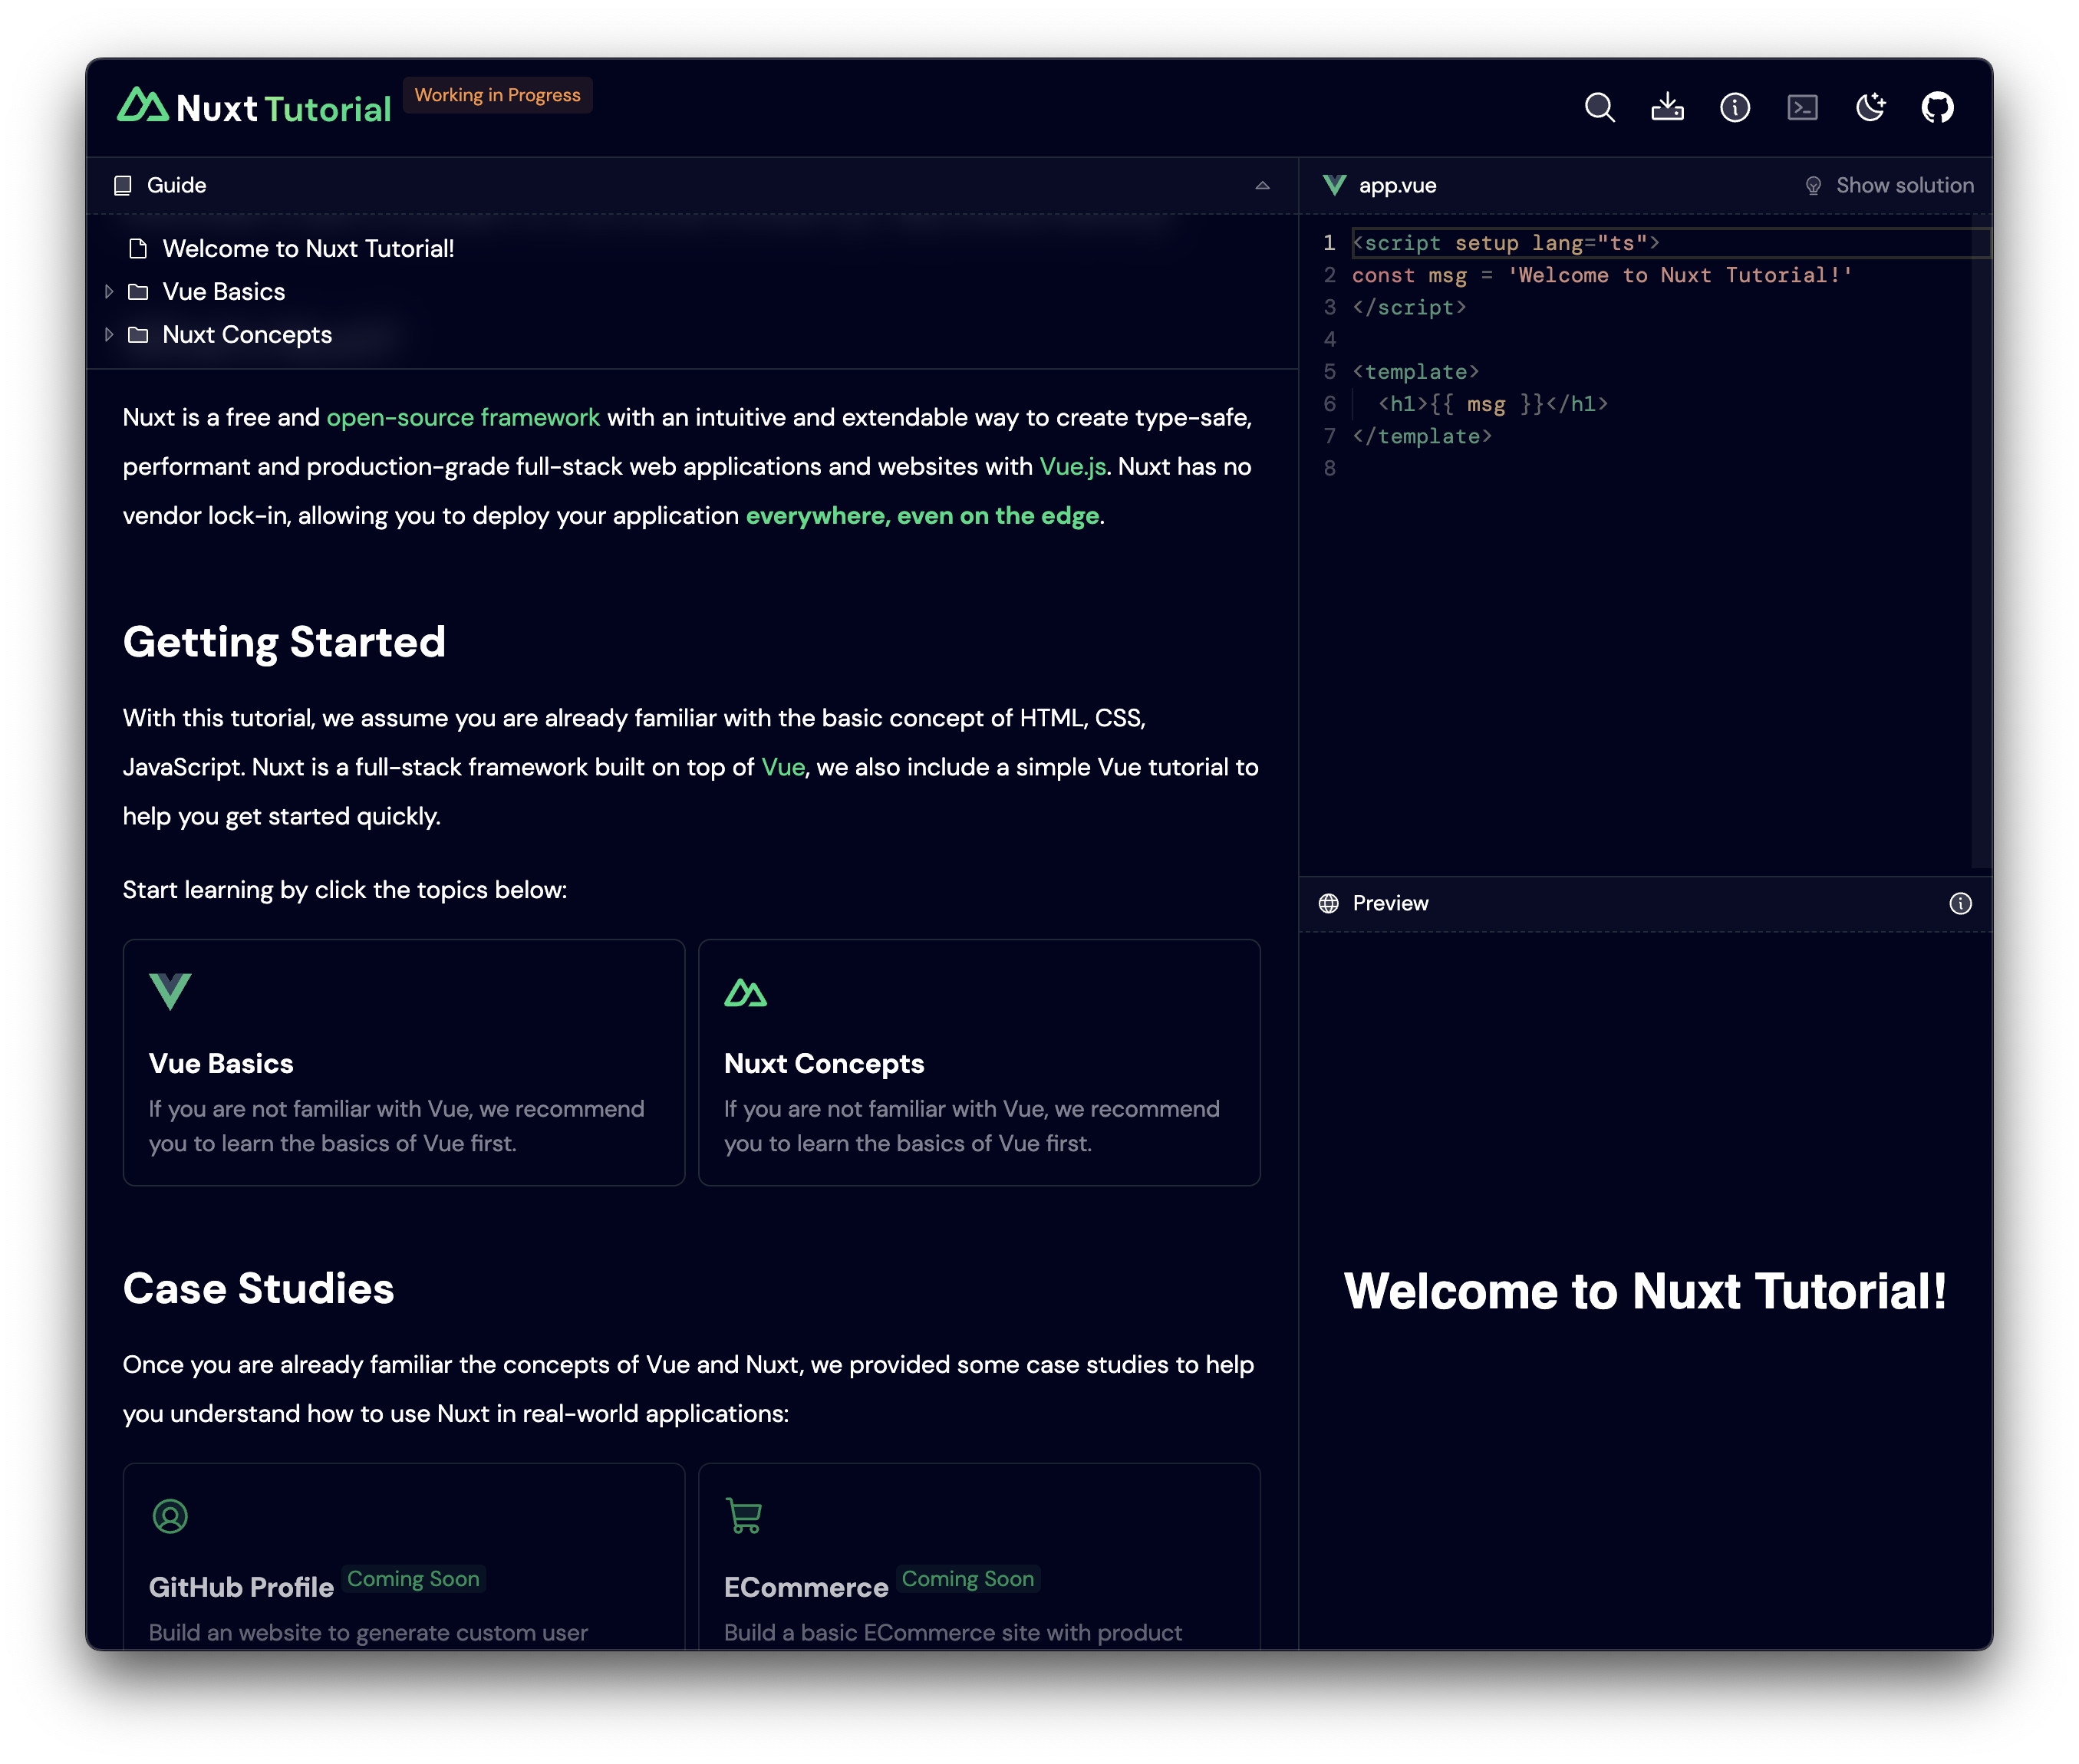 Nuxt Tutorial Working in Progress
Guide
Welcome to Nuxt Tutorial!
Vue Basics
Nuxt Concepts
Nuxt is a free and open-source framework with an intuitive and extendable way to create type-safe,
performant and production-grade full-stack web applications and websites with Vue.js. Nuxt has no
vendor lock-in, allowing you to deploy your application everywhere, even on the edge.
Getting Started
With this tutorial, we assume you are already familiar with the basic concept of HTML, CSS,
JavaScript. Nuxt is a full-stack framework built on top of Vue, we also include a simple Vue tutorial to
help you get started quickly.
Start learning by click the topics below:
Vue Basics
If you are not familiar with Vue, we recommend
you to learn the basics of Vue first.
Nuxt Concepts
If you are not familiar with Vue, we recommend
you to learn the basics of Vue first.
Case Studies
Once you are already familiar the concepts of Vue and Nuxt, we provided some case studies to help
you understand how to use Nuxt in real-world applications:
GitHub Profile Coming Soon
Build an website to generate custom user
ECommerce Coming Soon
Build a basic ECommerce site with product
app.vue
Show solution
1 <script setup lang="ts">
2 const msg = 'Welcome to Nuxt Tutorial!'
3 </script>
4
5 <template>
6 <h1>{{ msg }}</h1>
7 </template>
8
Preview
Welcome to Nuxt Tutorial!